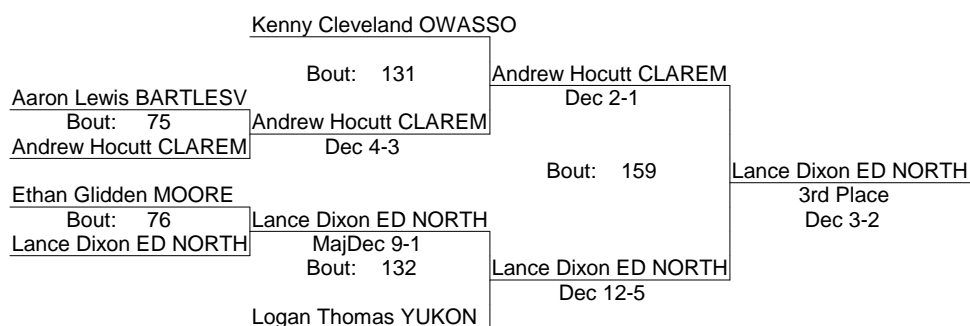 Kenny Cleveland OWASSO
Bout: 131
Andrew Hocutt CLAREM
Dec 2-1
Aaron Lewis BARTLESV
Bout: 75
Andrew Hocutt CLAREM
Dec 4-3
Andrew Hocutt CLAREM
Bout: 159
Lance Dixon ED NORTH
3rd Place
Dec 3-2
Ethan Glidden MOORE
Bout: 76
Lance Dixon ED NORTH
MajDec 9-1
Lance Dixon ED NORTH
Bout: 132
Lance Dixon ED NORTH
Dec 12-5
Logan Thomas YUKON